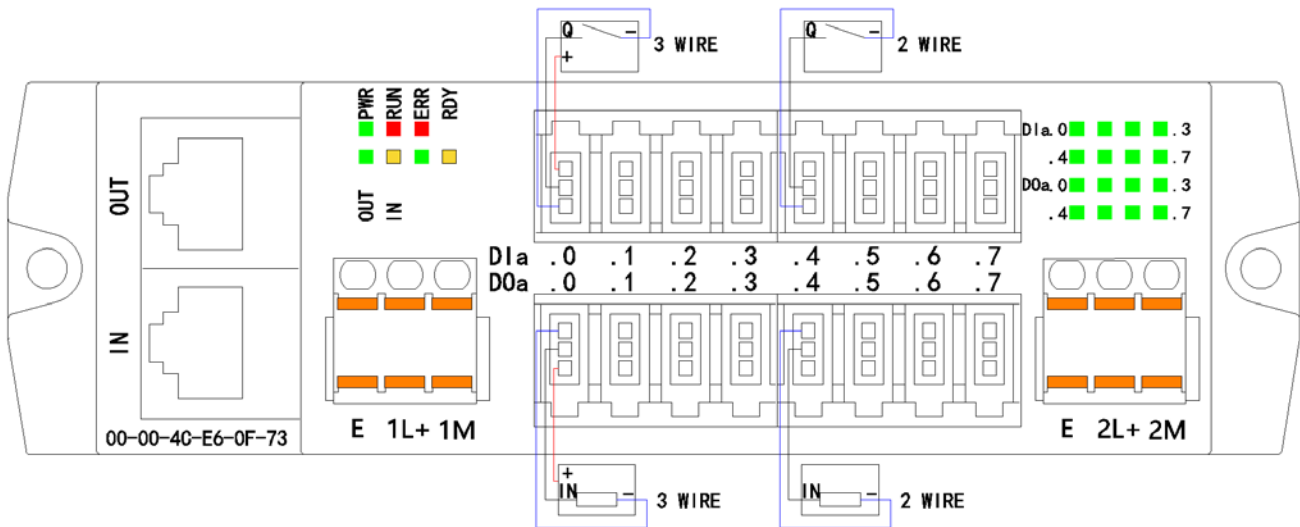 Q - 3 WIRE
+
Q - 2 WIRE
PWR RUN ERR RDY
OUT IN
OUT
IN
00-00-4C-E6-0F-73
DIa.0 .3
.4 .7
DOa.0 .3
.4 .7
DIa .0 .1 .2 .3 .4 .5 .6 .7
DOa .0 .1 .2 .3 .4 .5 .6 .7
E 1L+ 1M
E 2L+ 2M
+
IN - 3 WIRE
IN - 2 WIRE